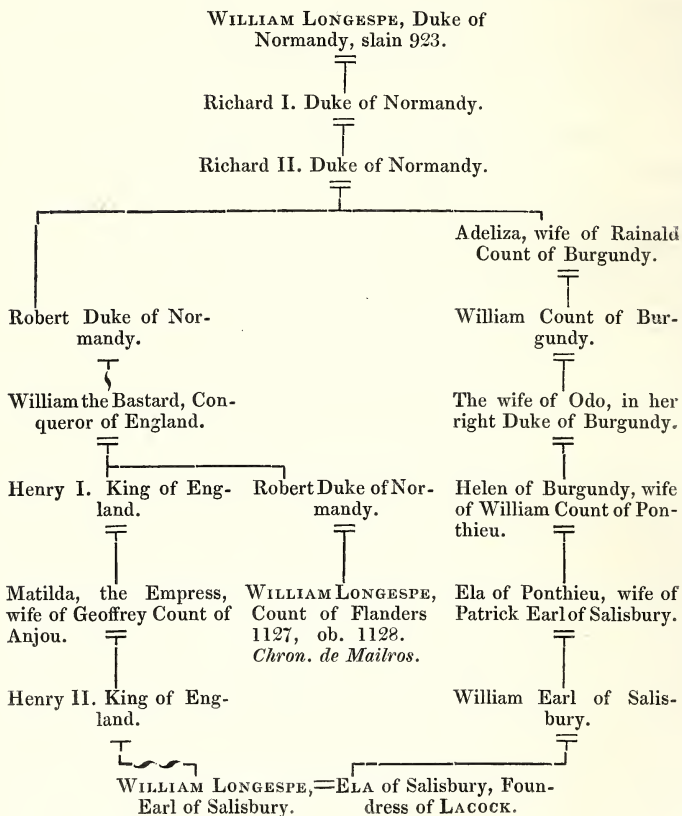 WILLIAM LONGESPE, Duke of
Normandy, slain 923.
Richard I. Duke of Normandy.
Richard II. Duke of Normandy.
Adeliza, wife of Rainald
Count of Burgundy.
Robert Duke of Nor-
mandy.
William Count of Bur-
gundy.
William the Bastard, Con-
queror of England.
The wife of Odo, in her
right Duke of Burgundy.
Henry I. King of Eng-
land.
Robert Duke of Nor-
mandy.
Helen of Burgundy, wife
of William Count of Pon-
thieu.
Matilda, the Empress,
wife of Geoffrey Count of
Anjou.
WILLIAM LONGESPE,
Count of Flanders
1127, ob. 1128.
Chron. de Mailros.
Ela of Ponthieu, wife of
Patrick Earl of Salisbury.
Henry II. King of Eng-
land.
William Earl of Salis-
bury.
WILLIAM LONGESPE,=ELA of Salisbury, Foun-
Earl of Salisbury. dress of LACOCK.